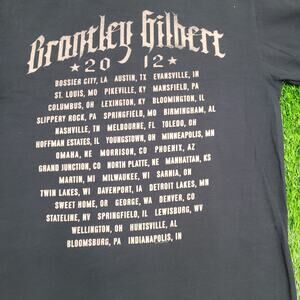 Brantley Gilbert
★ 20 12 ★
BOSSIER CITY, LA AUSTIN, TX EVANSVILLE, IN
ST. LOUIS, MO PIKEVILLE, KY MANSFIELD, PA
COLUMBUS, OH LEXINGTON, KY BLOOMINGTON, IL
SLIPPERY ROCK, PA SPRINGFIELD, MO BIRMINGHAM, AL
NASHVILLE, TN MELBOURNE, FL TOLEDO, OH
HOFFMAN ESTATES, IL YOUNGSTOWN, OH MINNEAPOLIS, MN
OMAHA, NE MORRISON, CO PHOENIX, AZ
GRAND JUNCTION, CO NORTH PLATTE, NE MANHATTAN, KS
MARTIN, MI MILWAUKEE, WI SARNIA, ON
TWIN LAKES, WI DAVENPORT, IA DETROIT LAKES, MN
SWEET HOME, OR GEORGE, WA DENVER, CO
STATELINE, NV SPRINGFIELD, IL LEWISBURG, WV
WELLINGTON, OH HUNTSVILLE, AL
BLOOMSBURG, PA INDIANAPOLIS, IN